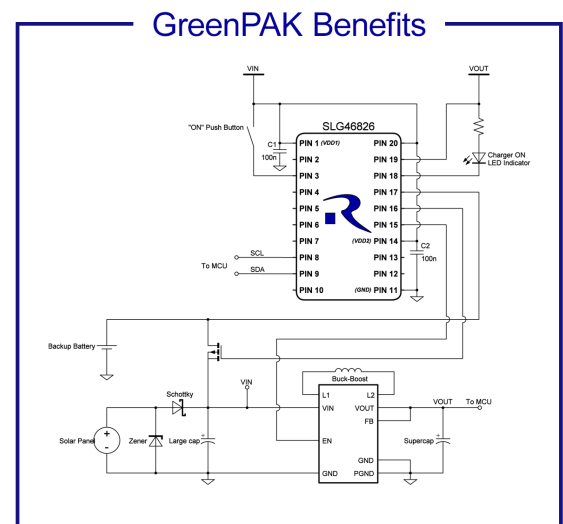 GreenPAK Benefits
VIN
VOUT
"ON" Push Button
C1
100n
SLG46826
PIN 1 (VDD1)
PIN 2
PIN 3
PIN 4
PIN 5
PIN 6
PIN 7
PIN 8
PIN 9
PIN 10
PIN 20
PIN 19
PIN 18
PIN 17
PIN 16
PIN 15
(VDD2) PIN 14
PIN 13
PIN 12
(GND) PIN 11
R
Charger ON
LED Indicator
C2
100n
To MCU
SCL
SDA
Backup Battery
Schottky
VIN
Solar Panel
+
-
Zener
+
Large cap
Buck-Boost
L1
L2
VIN
VOUT
FB
EN
GND
GND
PGND
VOUT
To MCU
+
Supercap